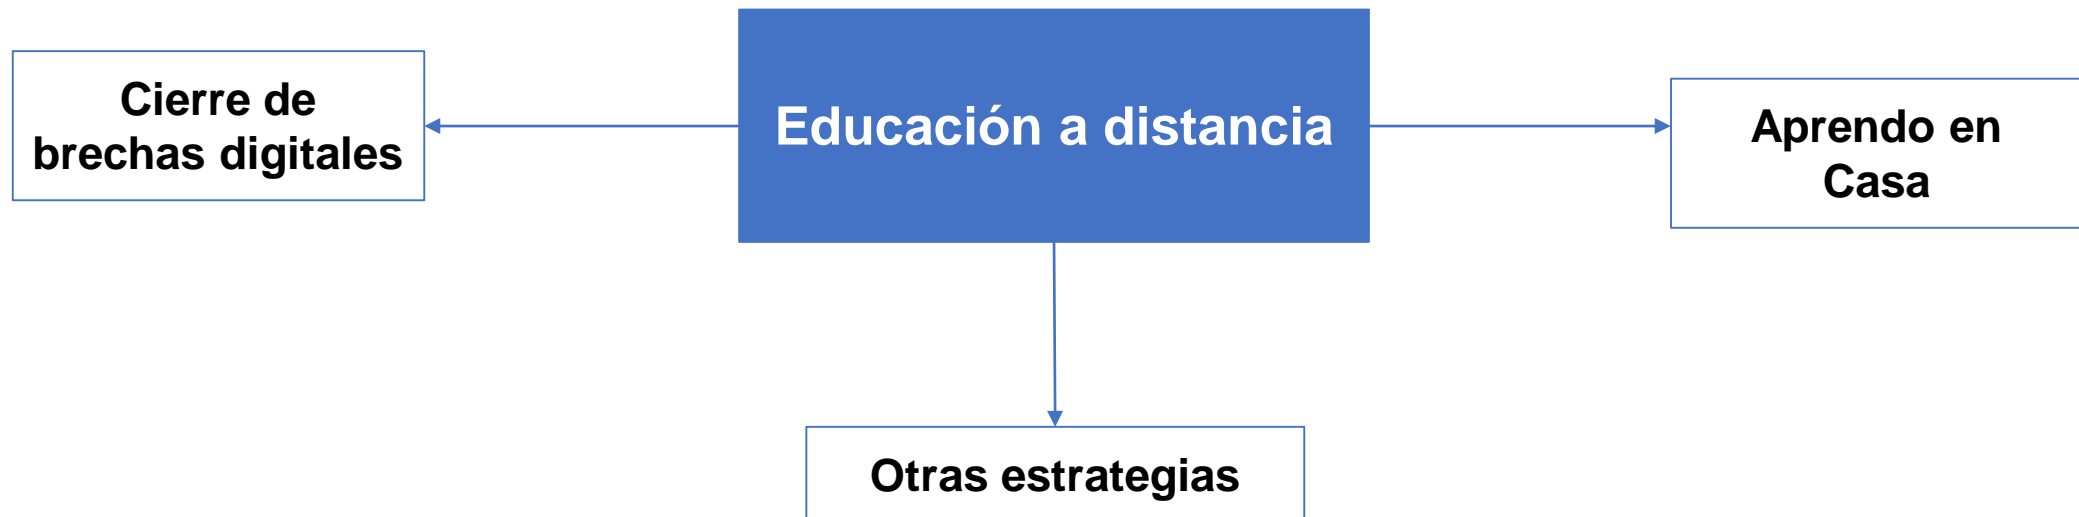 Cierre de
brechas digitales
Educación a distancia
Aprendo en
Casa
Otras estrategias